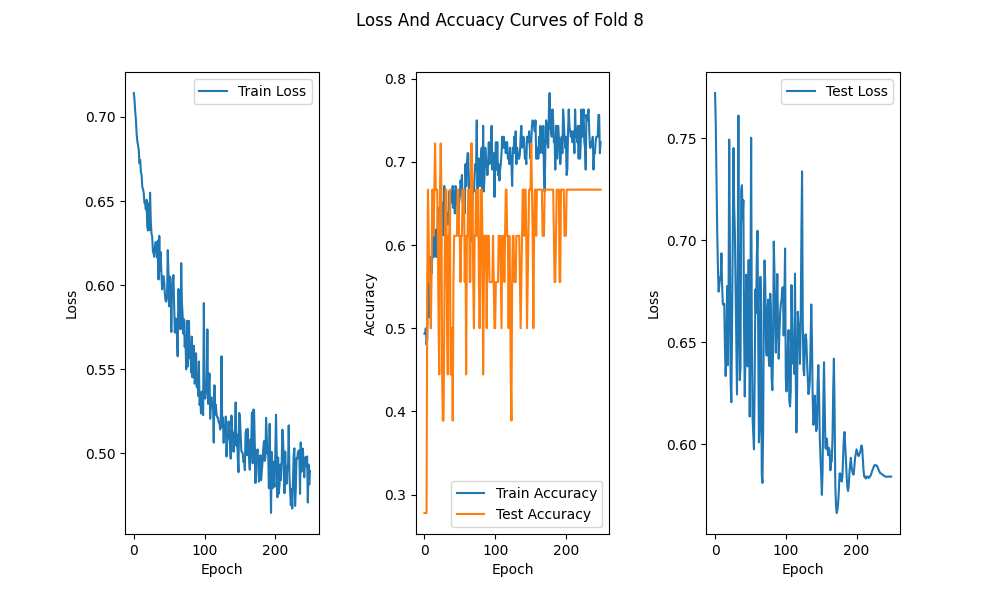 Loss And Accuacy Curves of Fold 8
Train Loss
0.70
0.65
0.60
0.55
0.50
Loss
0
100
200
Epoch
0.8
0.7
0.6
0.5
0.4
0.3
Accuracy
Train Accuracy
Test Accuracy
0
100
200
Epoch
Test Loss
0.75
0.70
0.65
0.60
Loss
0
100
200
Epoch